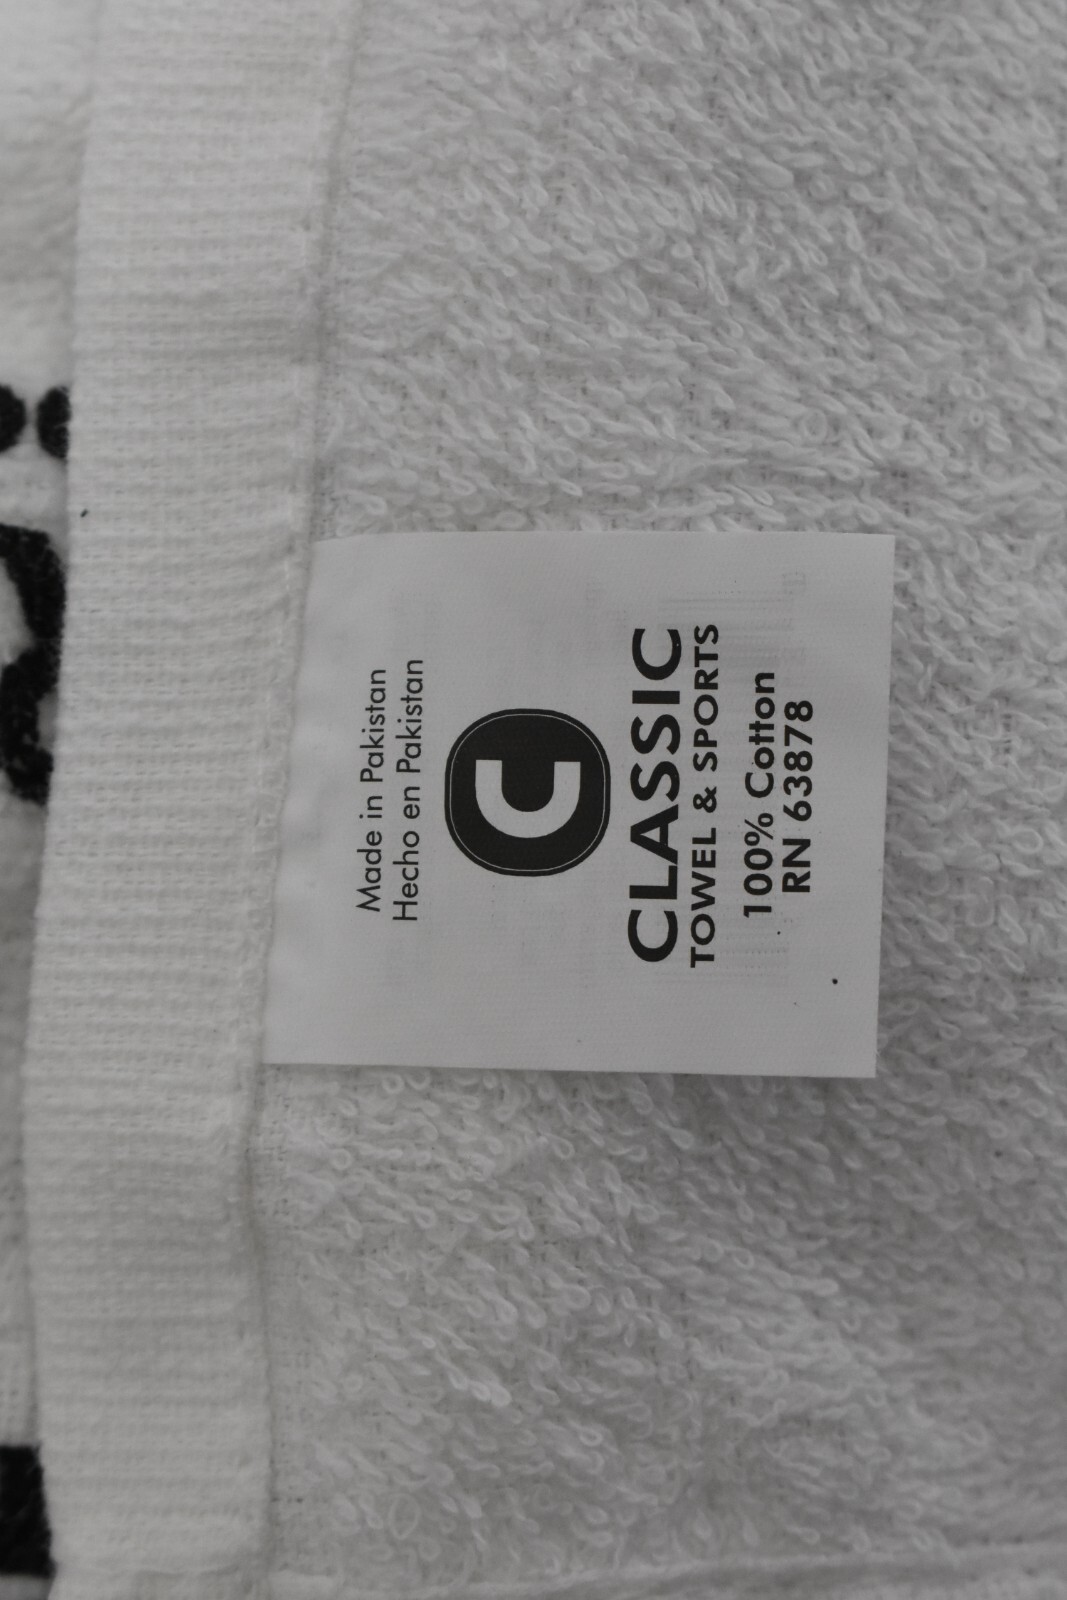 Made in Pakistan
Hecho en Pakistan
C
CLASSIC
TOWEL & SPORTS
100% Cotton
RN 63878